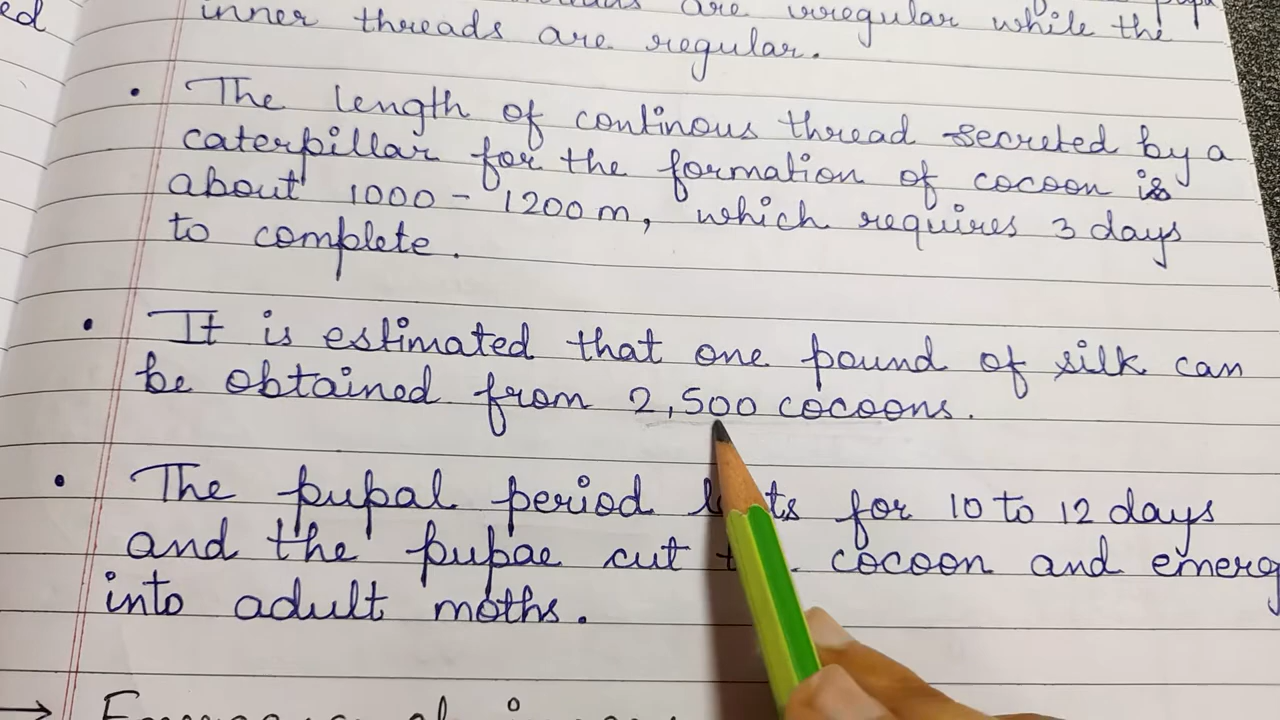 ed
are irregular while the
inner threads are regular.
• The length of continous thread secreted by a
caterpillar for the formation of cocoon is
about 1000 - 1200 m, which requires 3 days
to complete.
• It is estimated that one pound of silk can
be obtained from 2,500 cocoons.
• The pupal period for 10 to 12 days
and the pupae cut cocoon and emerg
into adult moths.
→